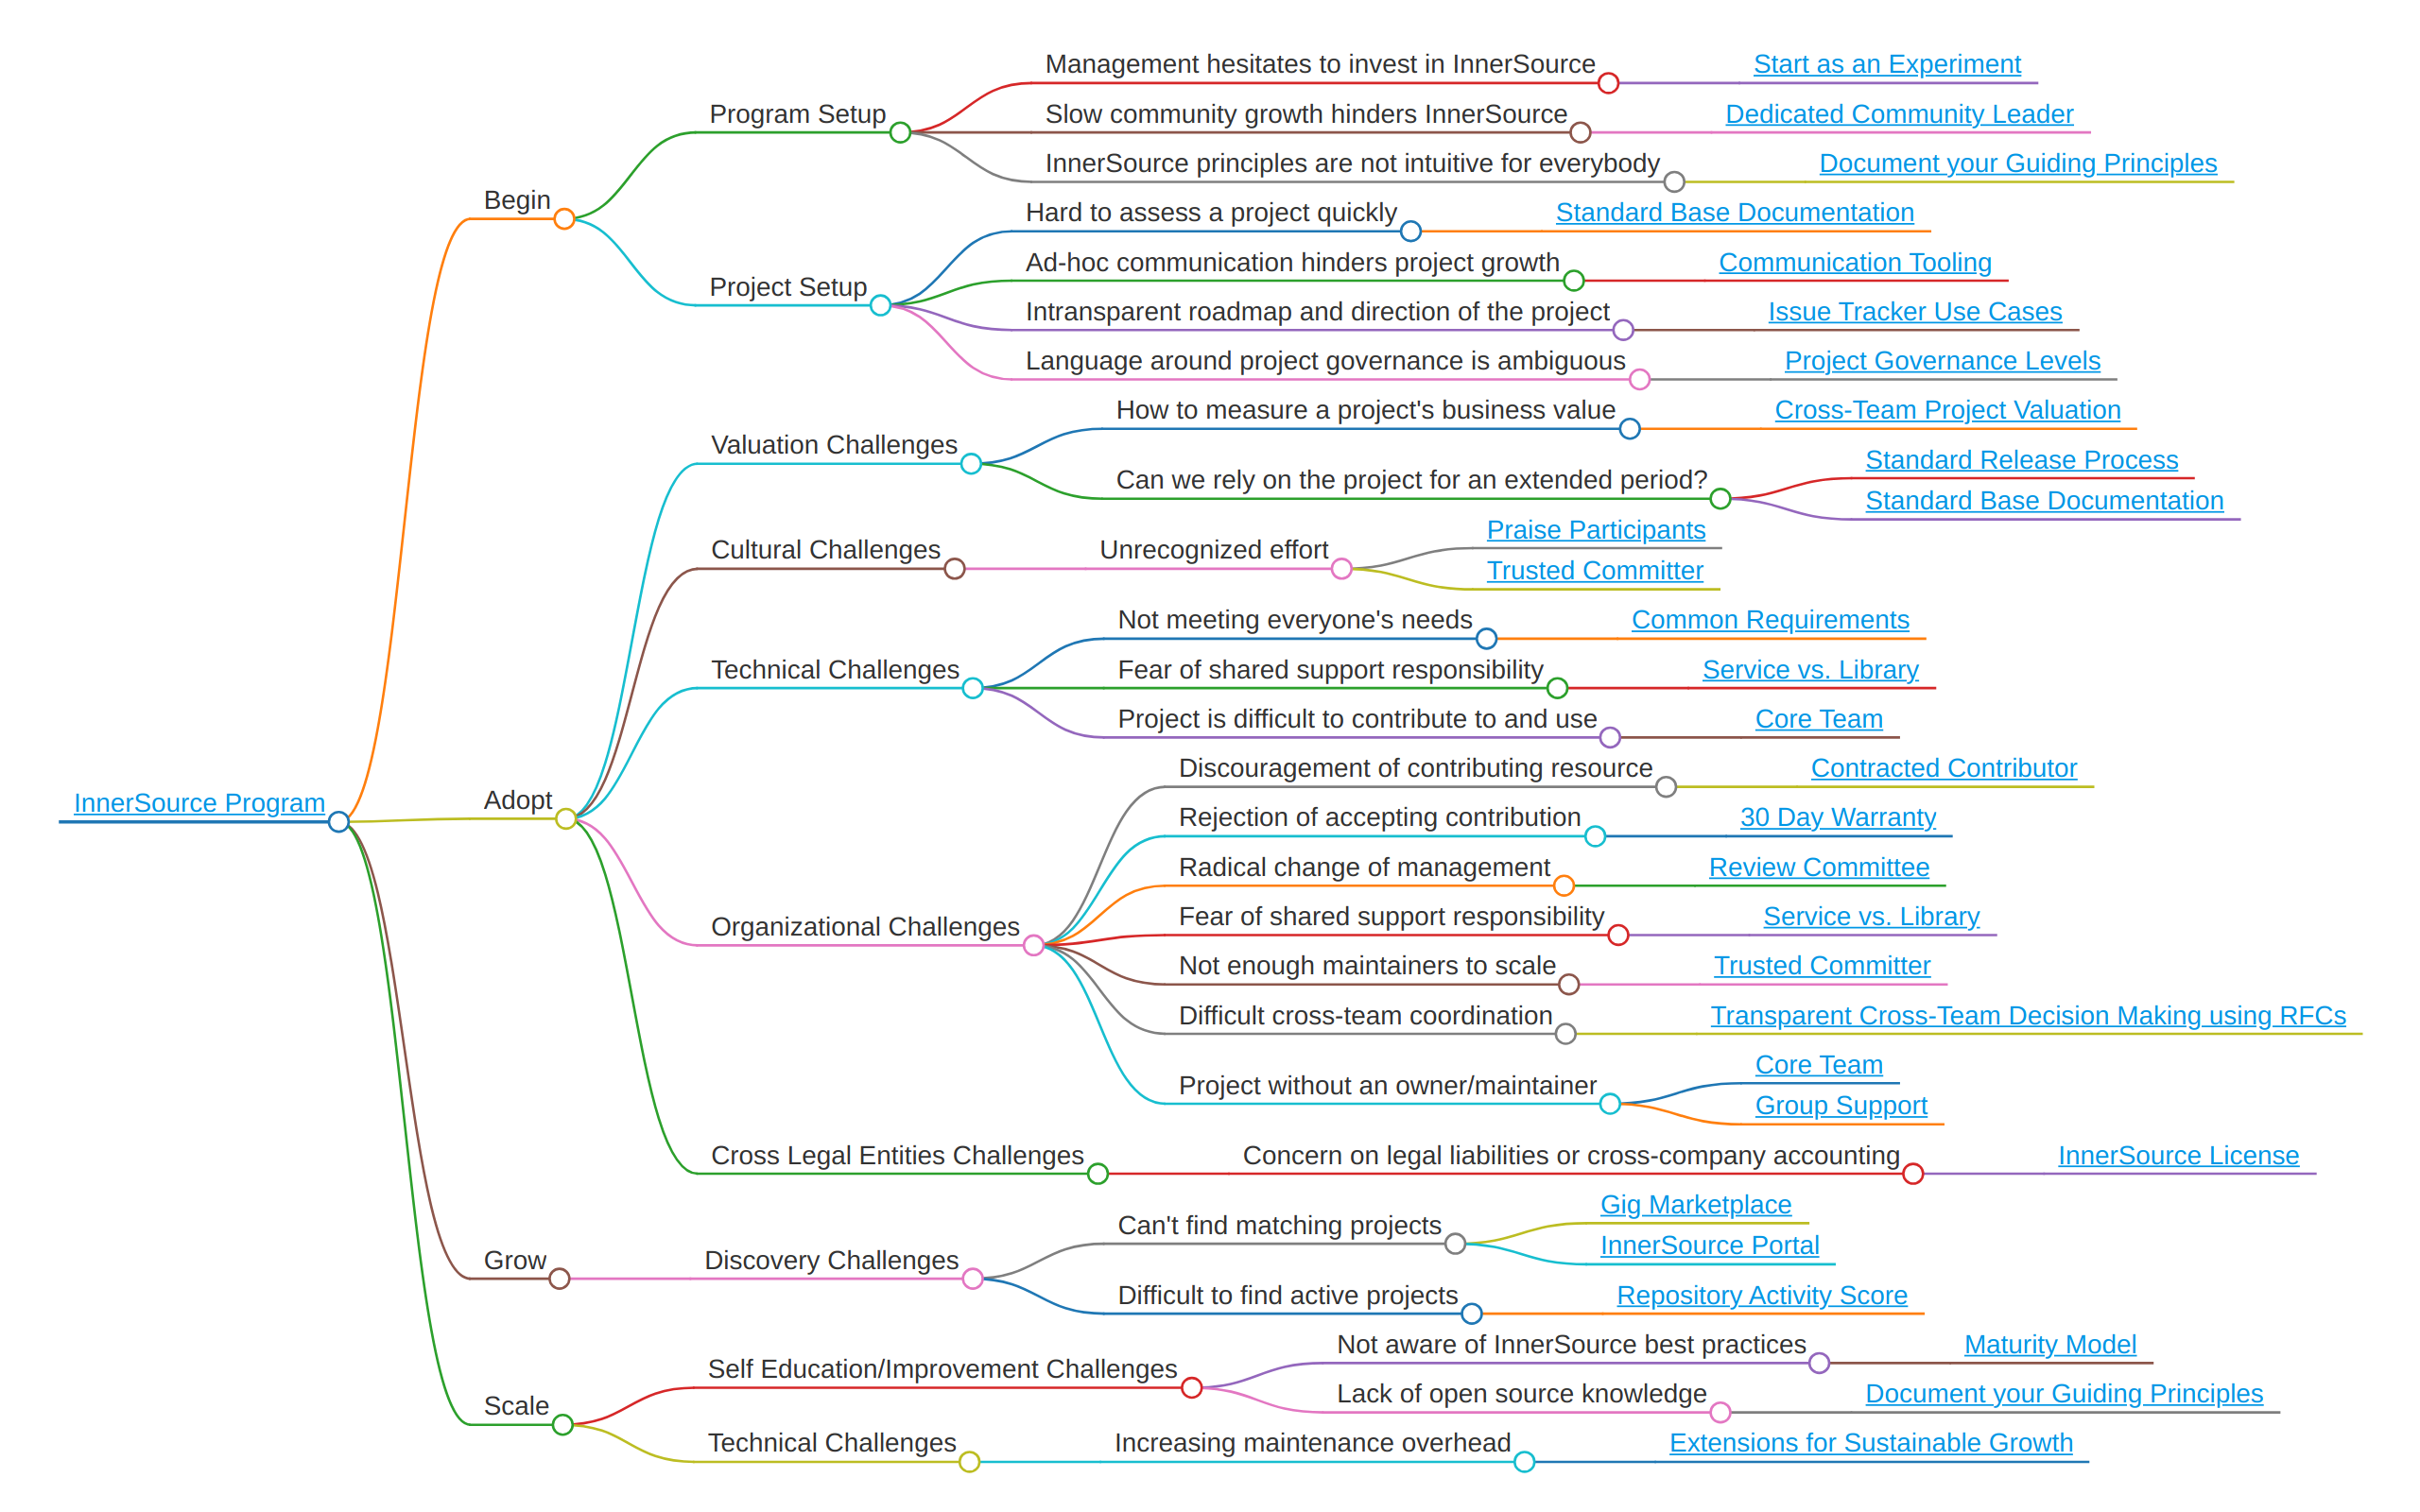 InnerSource Program
Begin
Program Setup
Management hesitates to invest in InnerSource
Start as an Experiment
Slow community growth hinders InnerSource
Dedicated Community Leader
InnerSource principles are not intuitive for everybody
Document your Guiding Principles
Project Setup
Hard to assess a project quickly
Standard Base Documentation
Ad-hoc communication hinders project growth
Communication Tooling
Intransparent roadmap and direction of the project
Issue Tracker Use Cases
Language around project governance is ambiguous
Project Governance Levels
Adopt
Valuation Challenges
How to measure a project's business value
Cross-Team Project Valuation
Can we rely on the project for an extended period?
Standard Release Process
Standard Base Documentation
Cultural Challenges
Unrecognized effort
Praise Participants
Trusted Committer
Technical Challenges
Not meeting everyone's needs
Common Requirements
Fear of shared support responsibility
Service vs. Library
Project is difficult to contribute to and use
Core Team
Organizational Challenges
Discouragement of contributing resource
Contracted Contributor
Rejection of accepting contribution
30 Day Warranty
Radical change of management
Review Committee
Fear of shared support responsibility
Service vs. Library
Not enough maintainers to scale
Trusted Committer
Difficult cross-team coordination
Transparent Cross-Team Decision Making using RFCs
Project without an owner/maintainer
Core Team
Group Support
Cross Legal Entities Challenges
Concern on legal liabilities or cross-company accounting
InnerSource License
Grow
Discovery Challenges
Can't find matching projects
Gig Marketplace
InnerSource Portal
Difficult to find active projects
Repository Activity Score
Scale
Self Education/Improvement Challenges
Not aware of InnerSource best practices
Maturity Model
Lack of open source knowledge
Document your Guiding Principles
Technical Challenges
Increasing maintenance overhead
Extensions for Sustainable Growth